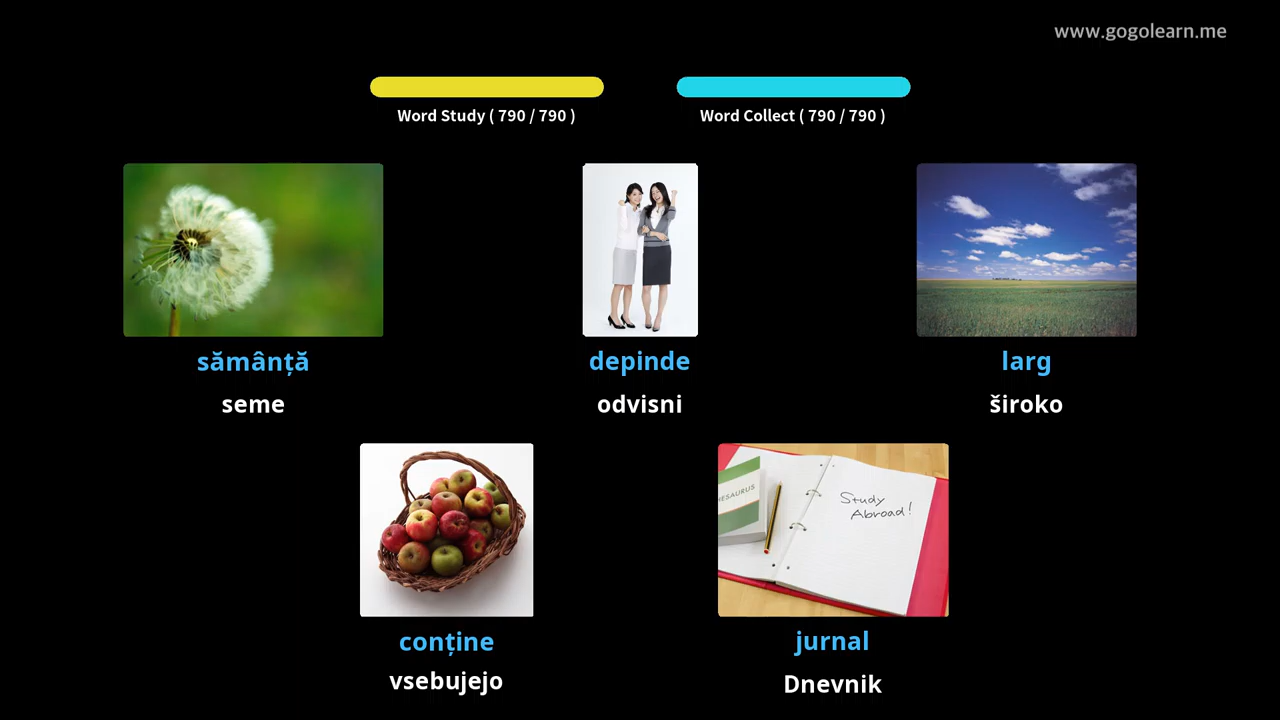 www.gogolearn.me
Word Study ( 790 / 790 )
Word Collect ( 790 / 790 )
sămânță
depinde
larg
seme
odvisni
široko
THESAURUS
Study
Abroad!
conține
jurnal
vsebujejo
Dnevnik